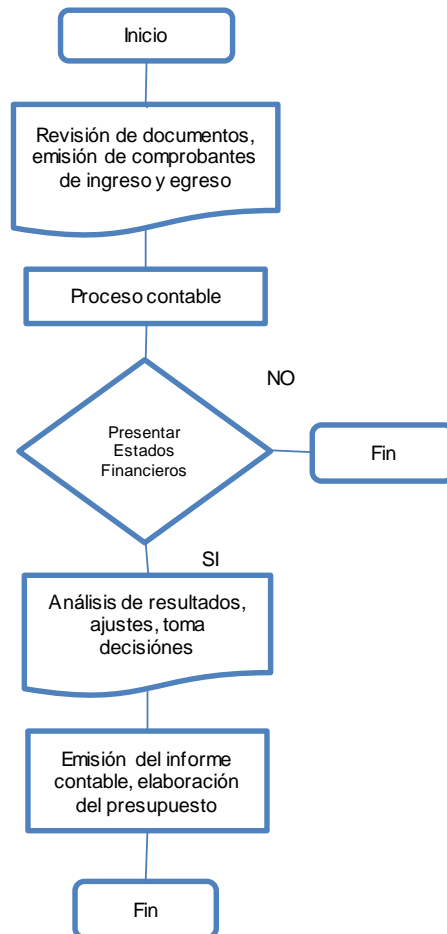 Inicio
Revisión de documentos,
emisión de comprobantes
de ingreso y egreso
Proceso contable
NO
Presentar
Estados
Financieros
Fin
SI
Análisis de resultados,
ajustes, toma
decisiónes
Emisión del informe
contable, elaboración
del presupuesto
Fin